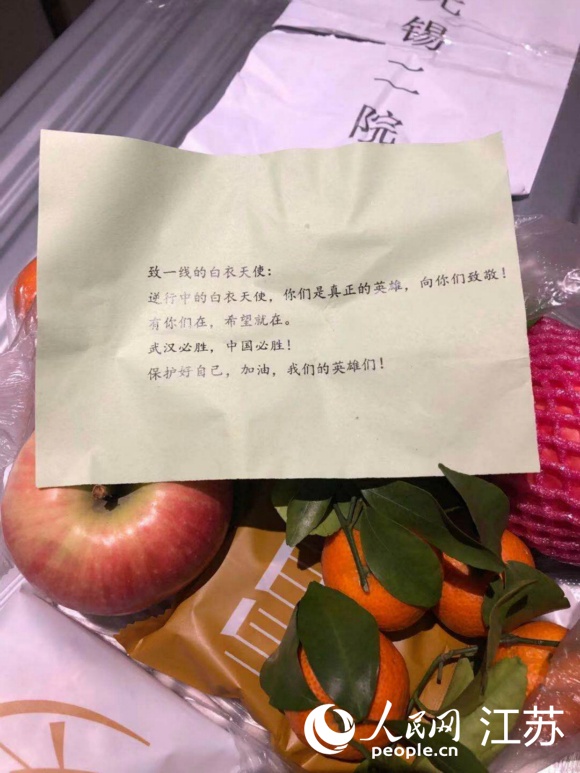 无锡二院
致一线的白衣天使：
逆行中的白衣天使，你们是真正的英雄，向你们致敬！
有你们在，希望就在。
武汉必胜，中国必胜！
保护好自己，加油，我们的英雄们！
人民网 江苏
people.cn